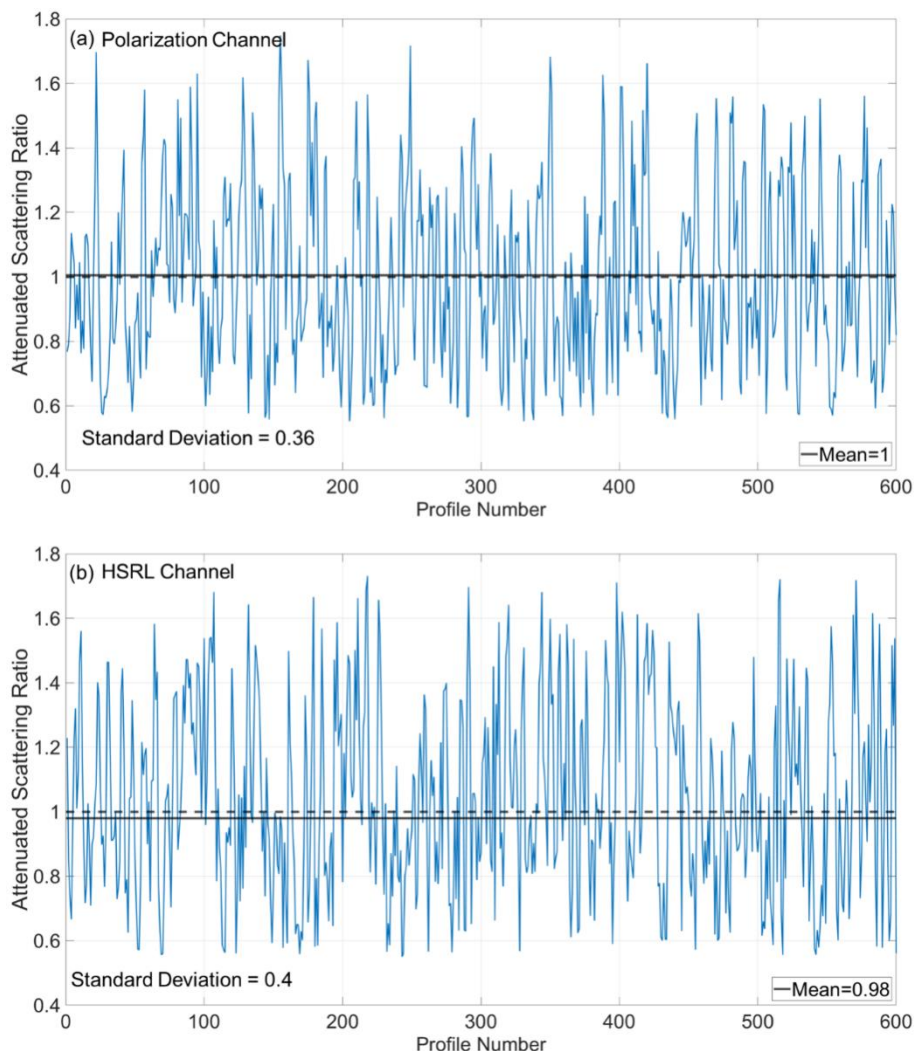 (a) Polarization Channel
Attenuated Scattering Ratio
1.8
1.6
1.4
1.2
1
0.8
0.6
0.4
Standard Deviation = 0.36
Mean=1
0 100 200 300 400 500 600
Profile Number
(b) HSRL Channel
Attenuated Scattering Ratio
1.8
1.6
1.4
1.2
1
0.8
0.6
0.4
Standard Deviation = 0.4
Mean=0.98
0 100 200 300 400 500 600
Profile Number